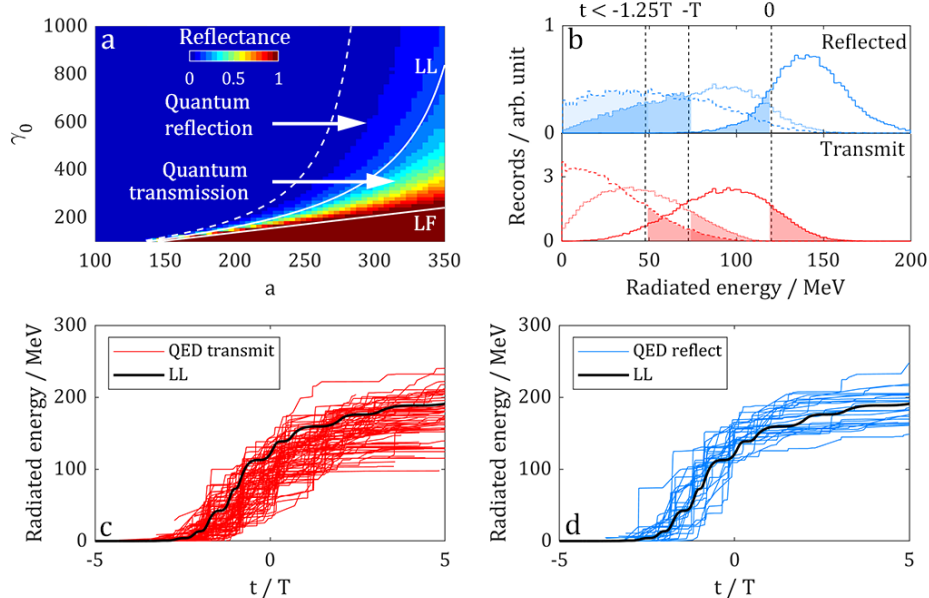 a
Reflectance
0 0.5 1
LL
Quantum
reflection
Quantum
transmission
LF
1000
800
600
400
200
γ0
100 150 200 250 300 350
a
t < -1.25T -T 0
b
Reflected
1
0
Transmit
3
0
Records / arb. unit
0 50 100 150 200
Radiated energy / MeV
300
200
100
0
Radiated energy / MeV
QED transmit
LL
c
-5 0 5
t / T
300
200
100
0
Radiated energy / MeV
QED reflect
LL
d
-5 0 5
t / T